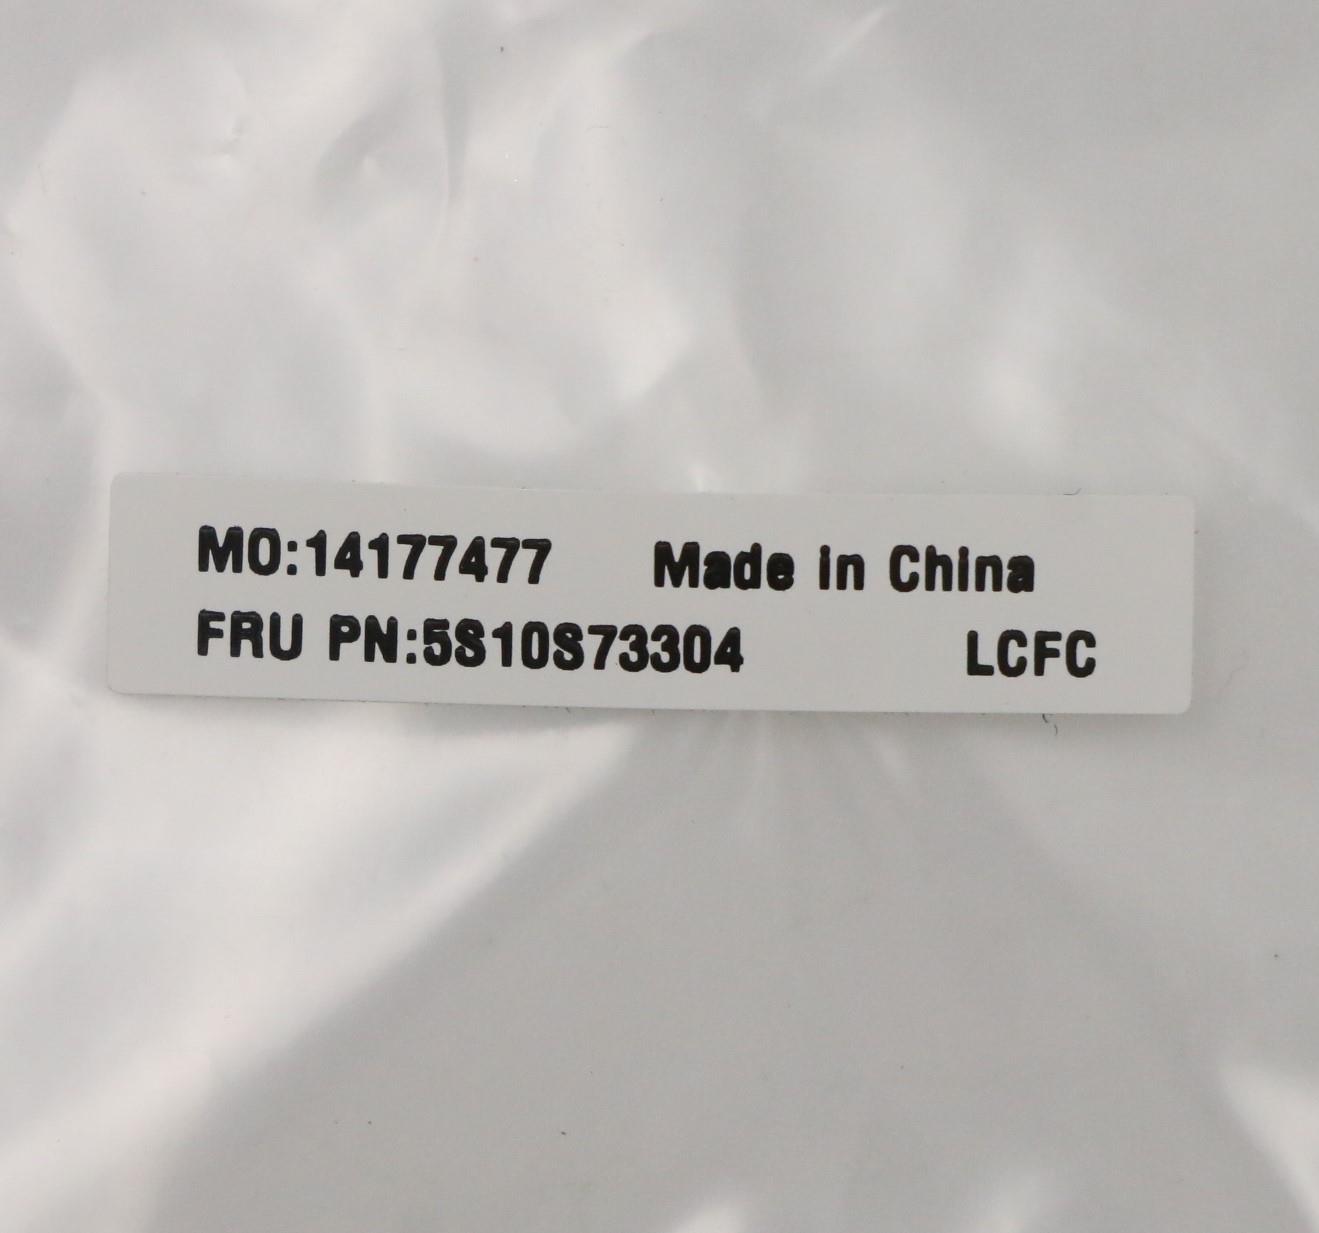 MO:14177477 Made in China
FRU PN:5S10S73304 LCFC